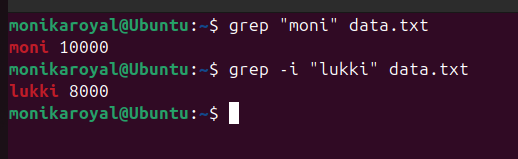 monikaroyal@Ubuntu:~$ grep "moni" data.txt
moni 10000
monikaroyal@Ubuntu:~$ grep -i "lukki" data.txt
lukki 8000
monikaroyal@Ubuntu:~$